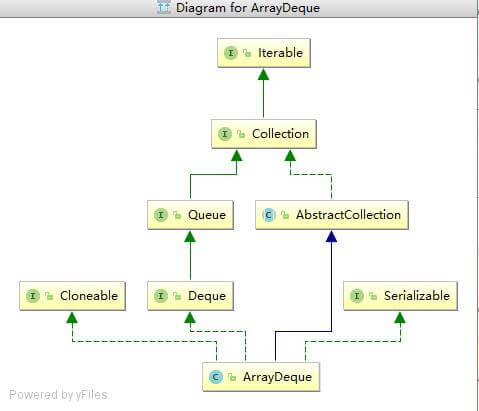 Diagram for ArrayDeque
I Iterable
I Collection
I Queue
C AbstractCollection
I Cloneable
I Deque
I Serializable
C ArrayDeque
Powered by yFiles